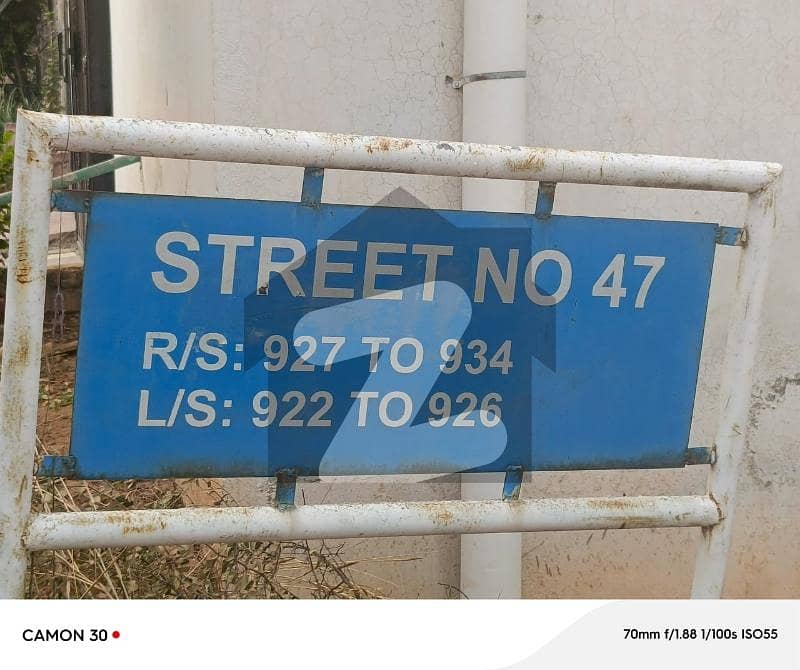 STREET NO 47
R/S: 927 TO 934
L/S: 922 TO 926
CAMON 30
70mm f/1.88 1/100s ISO55